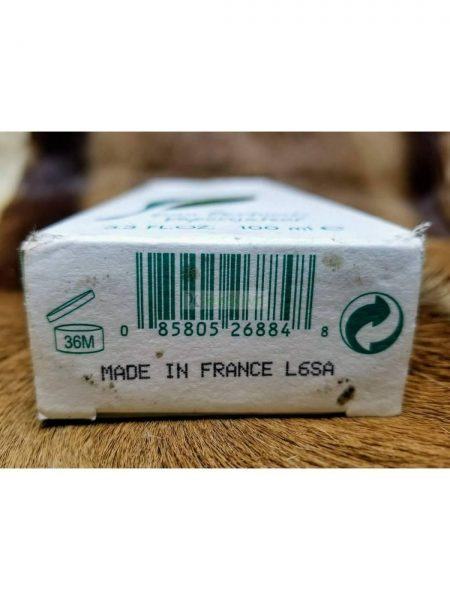 3.3 FL.OZ. 100 ml e
36M
0 85805 26884 8
MADE IN FRANCE L6SA